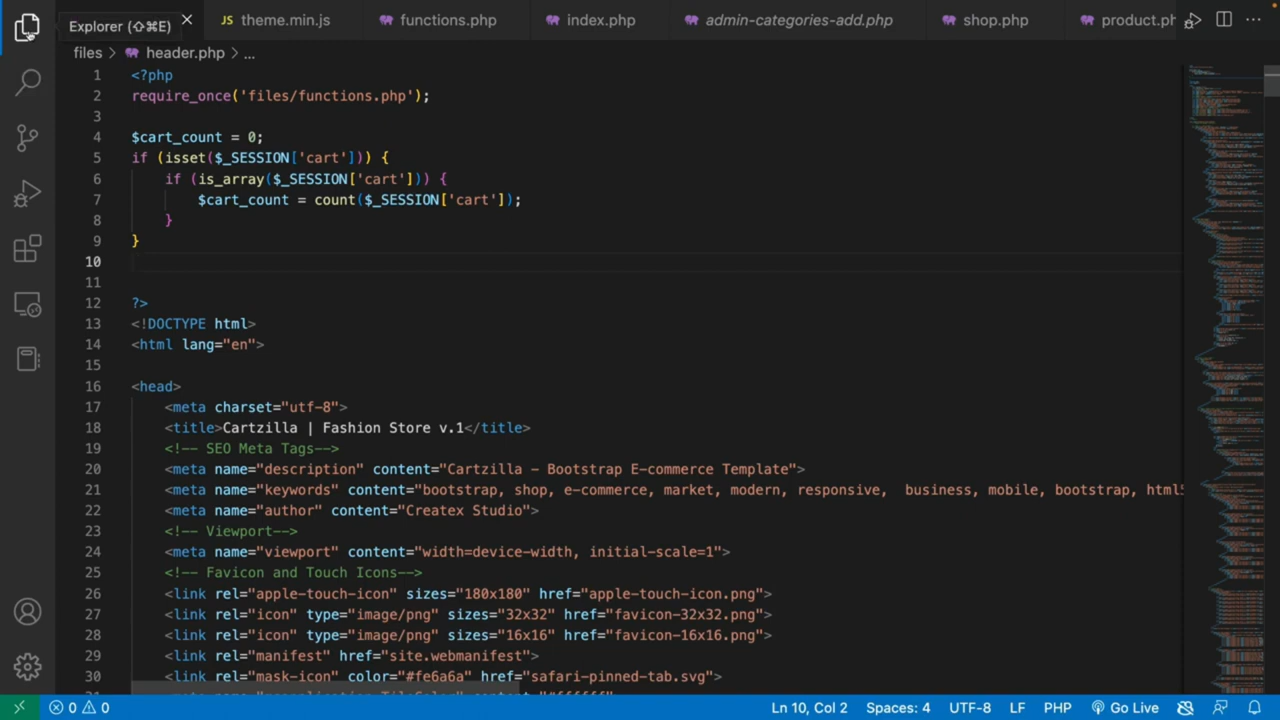 Explorer (⇧⌘E)
JS theme.min.js
functions.php
index.php
admin-categories-add.php
shop.php
product.ph
files > header.php > ...
1 <?php
2 require_once('files/functions.php');
3
4 $cart_count = 0;
5 if (isset($_SESSION['cart'])) {
6 if (is_array($_SESSION['cart'])) {
7 $cart_count = count($_SESSION['cart']);
8 }
9 }
10
11
12 ?>
13 <!DOCTYPE html>
14 <html lang="en">
15
16 <head>
17 <meta charset="utf-8">
18 <title>Cartzilla | Fashion Store v.1</title>
19 <!-- SEO Meta Tags-->
20 <meta name="description" content="Cartzilla - Bootstrap E-commerce Template">
21 <meta name="keywords" content="bootstrap, shop, e-commerce, market, modern, responsive,  business, mobile, bootstrap, html5
22 <meta name="author" content="Createx Studio">
23 <!-- Viewport-->
24 <meta name="viewport" content="width=device-width, initial-scale=1">
25 <!-- Favicon and Touch Icons-->
26 <link rel="apple-touch-icon" sizes="180x180" href="apple-touch-icon.png">
27 <link rel="icon" type="image/png" sizes="32x32" href="favicon-32x32.png">
28 <link rel="icon" type="image/png" sizes="16x16" href="favicon-16x16.png">
29 <link rel="manifest" href="site.webmanifest">
30 <link rel="mask-icon" color="#fe6a6a" href="safari-pinned-tab.svg">
0 0 Ln 10, Col 2 Spaces: 4 UTF-8 LF PHP Go Live